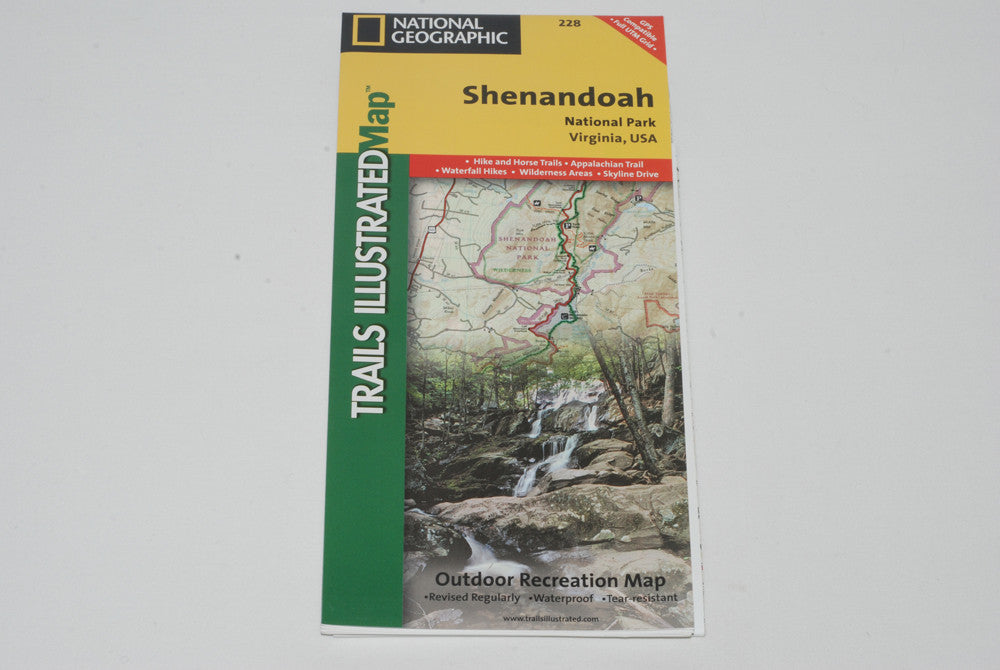 NATIONAL
GEOGRAPHIC
228
GPS
Compatible
• Full UTM Grid •
Shenandoah
National Park
Virginia, USA
TRAILS ILLUSTRATEDMap™
• Hike and Horse Trails • Appalachian Trail
• Waterfall Hikes • Wilderness Areas • Skyline Drive
SHENANDOAH
NATIONAL
PARK
WILDERNESS
Outdoor Recreation Map
•Revised Regularly •Waterproof •Tear-resistant
www.trailsillustrated.com